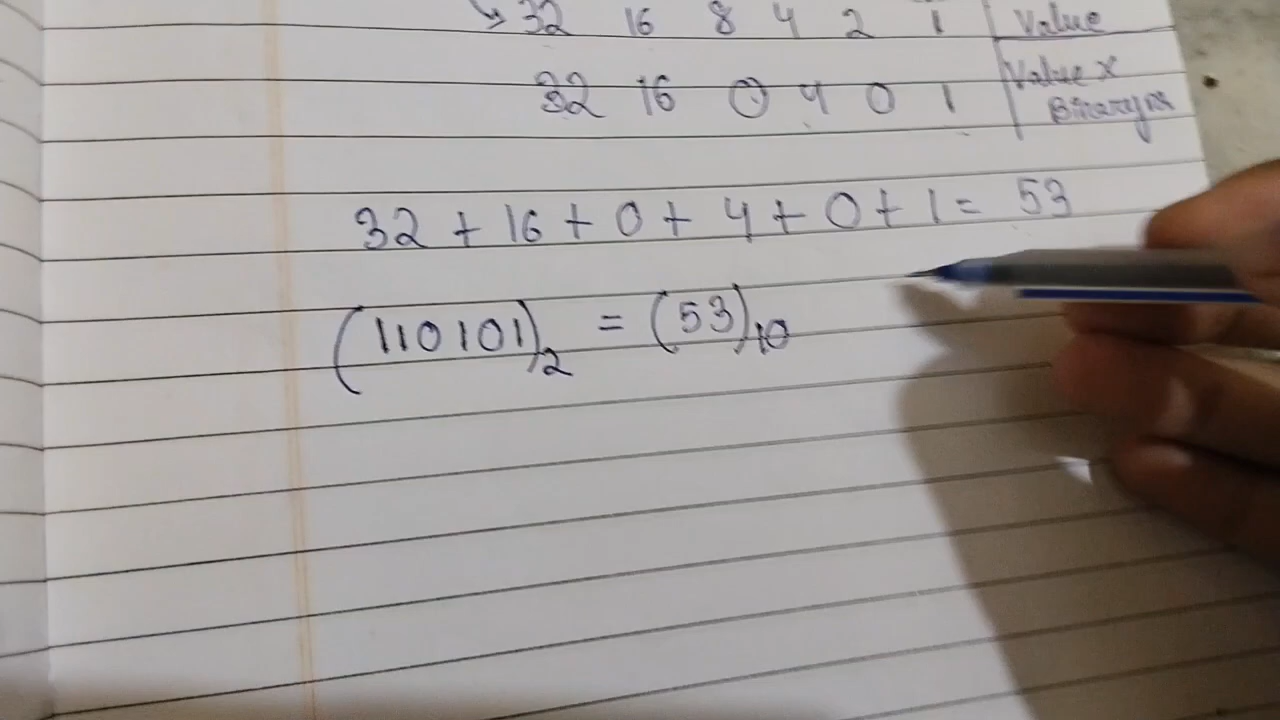 32 16 8 4 2 1 Value
32 16 0 4 0 1 Value x
Binary no
32 + 16 + 0 + 4 + 0 + 1 = 53
(110101)2 = (53)10